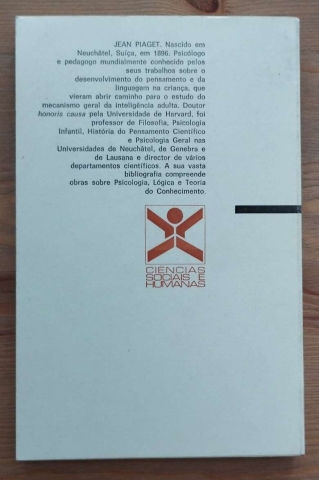 JEAN PIAGET. Nascido em
Neuchâtel, Suíça, em 1896. Psicólogo
e pedagogo mundialmente conhecido pelos
seus trabalhos sobre o
desenvolvimento do pensamento e da
linguagem na criança, que
vieram abrir caminho para o estudo do
mecanismo geral da inteligência adulta. Doutor
honoris causa pela Universidade de Harvard, foi
professor de Filosofia, Psicologia
Infantil, História do Pensamento Científico
e Psicologia Geral nas
Universidades de Neuchâtel, de Genebra e
de Lausana e director de vários
departamentos científicos. A sua vasta
bibliografia compreende
obras sobre Psicologia, Lógica e Teoria
do Conhecimento.
CIÊNCIAS
SOCIAIS E
HUMANAS